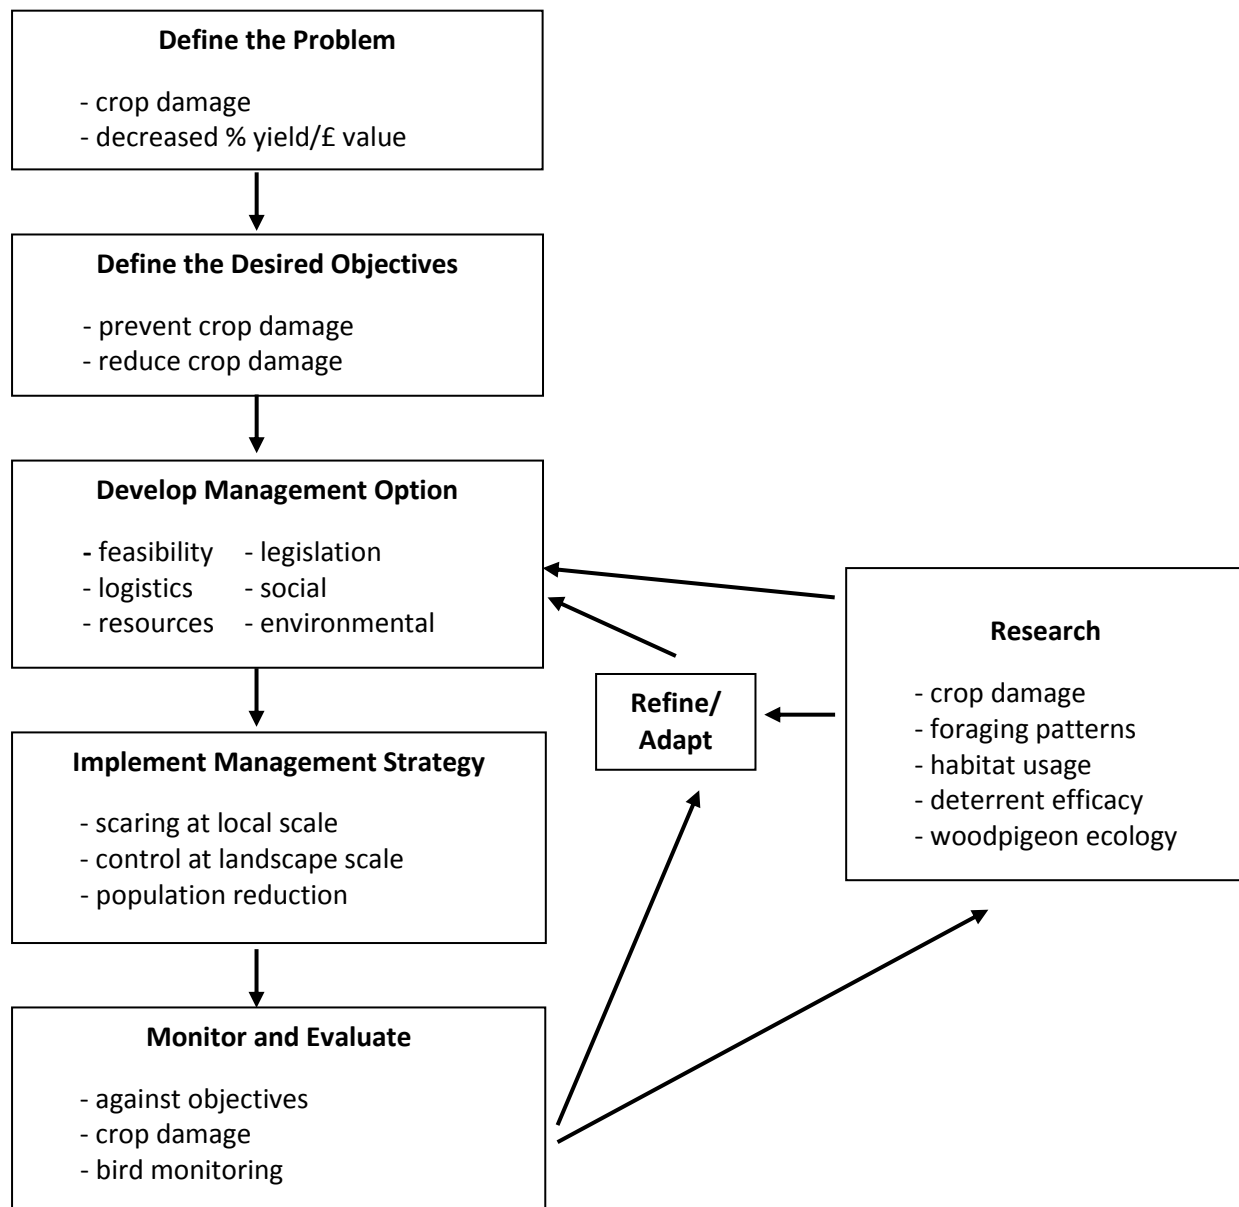 Define the Problem
- crop damage
- decreased % yield/£ value
Define the Desired Objectives
- prevent crop damage
- reduce crop damage
Develop Management Option
- feasibility - legislation
- logistics - social
- resources - environmental
Implement Management Strategy
- scaring at local scale
- control at landscape scale
- population reduction
Monitor and Evaluate
- against objectives
- crop damage
- bird monitoring
Refine/
Adapt
Research
- crop damage
- foraging patterns
- habitat usage
- deterrent efficacy
- woodpigeon ecology